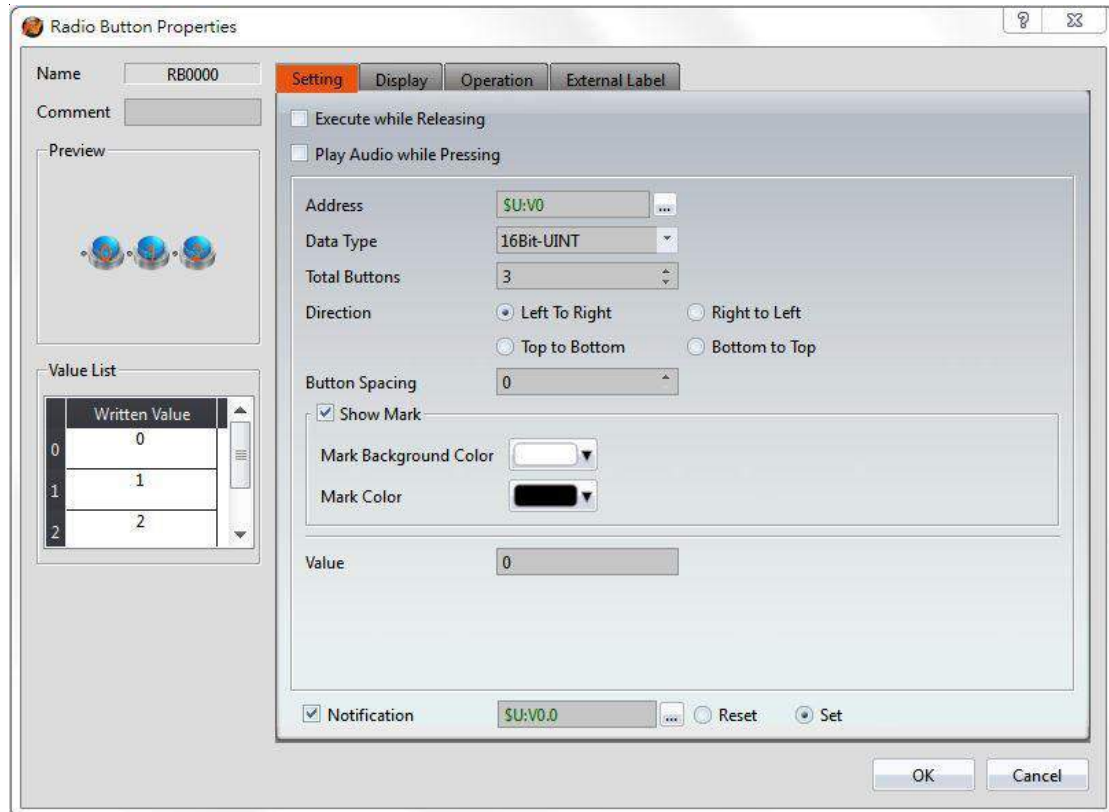 Radio Button Properties
Name RB0000
Comment
Preview
Value List
Written Value
0 0
1 1
2 2
Setting Display Operation External Label
Execute while Releasing
Play Audio while Pressing
Address $U:V0 ...
Data Type 16Bit-UINT
Total Buttons 3
Direction Left To Right Right to Left
Top to Bottom Bottom to Top
Button Spacing 0
Show Mark
Mark Background Color
Mark Color
Value 0
Notification $U:V0.0 ... Reset Set
OK Cancel